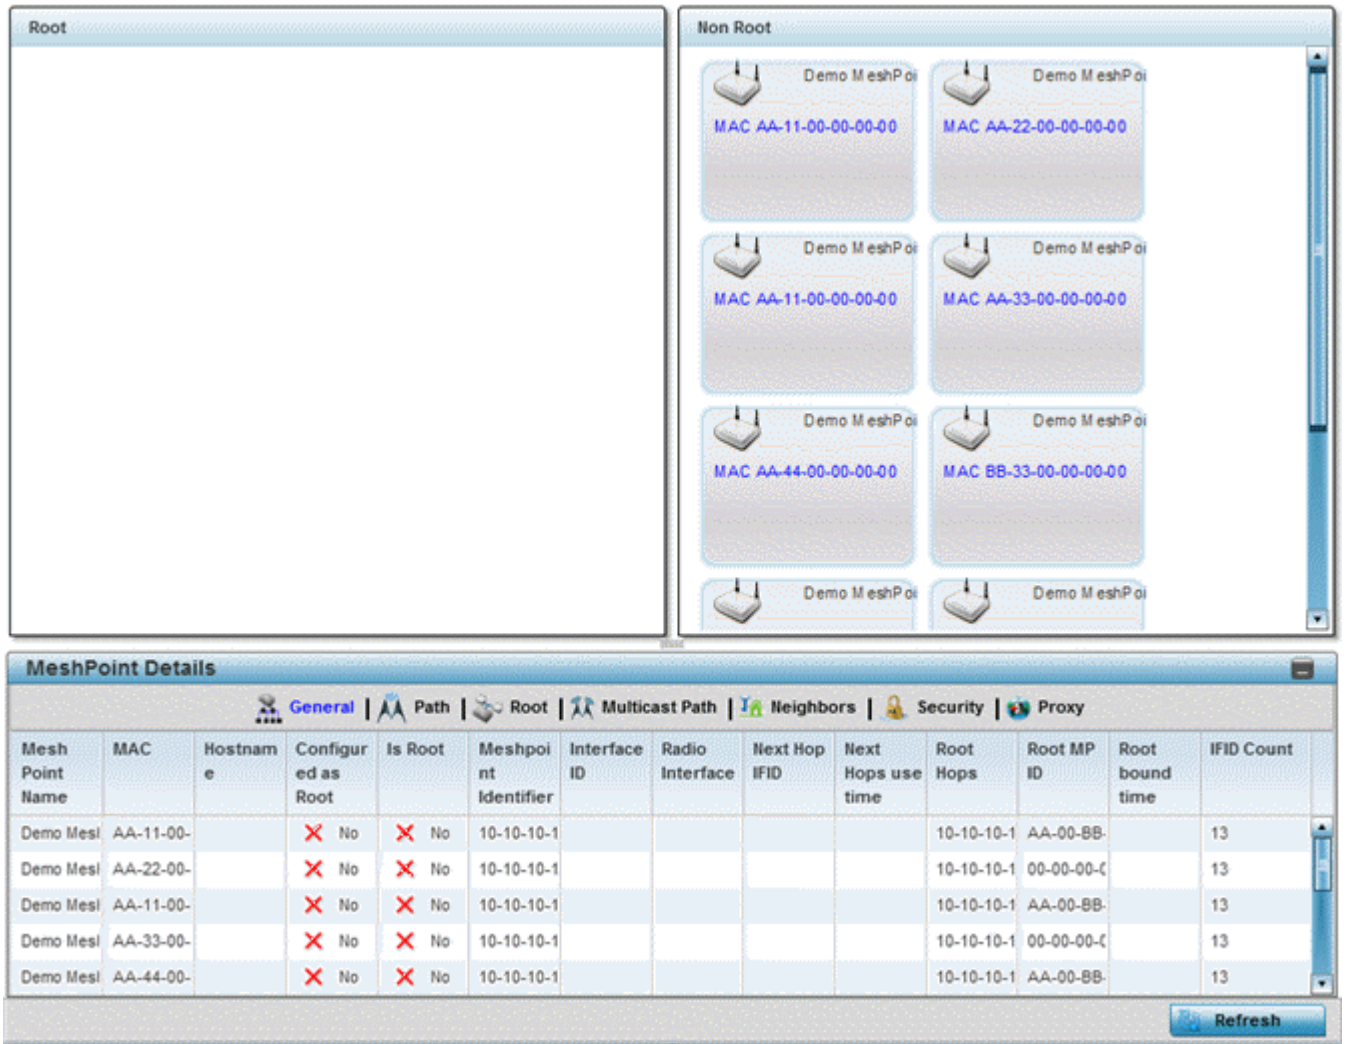 Root
Non Root
Demo MeshPoi Demo MeshPoi
MAC AA-11-00-00-00-00 MAC AA-22-00-00-00-00
Demo MeshPoi Demo MeshPoi
MAC AA-11-00-00-00-00 MAC AA-33-00-00-00-00
Demo MeshPoi Demo MeshPoi
MAC AA-44-00-00-00-00 MAC BB-33-00-00-00-00
Demo MeshPoi Demo MeshPoi
MeshPoint Details
General | Path | Root | Multicast Path | Neighbors | Security | Proxy
Mesh MAC Hostnam Configur Is Root Meshpoi Interface Radio Next Hop Next Root Root MP Root IFID Count
Point e ed as nt ID Interface IFID Hops use Hops ID bound
Name Root Identifier time time
Demo Mesl AA-11-00- No No 10-10-10-1 10-10-10-1 AA-00-BB- 13
Demo Mesl AA-22-00- No No 10-10-10-1 10-10-10-1 00-00-00-( 13
Demo Mesl AA-11-00- No No 10-10-10-1 10-10-10-1 AA-00-BB- 13
Demo Mesl AA-33-00- No No 10-10-10-1 10-10-10-1 00-00-00-( 13
Demo Mesl AA-44-00- No No 10-10-10-1 10-10-10-1 AA-00-BB- 13
Refresh